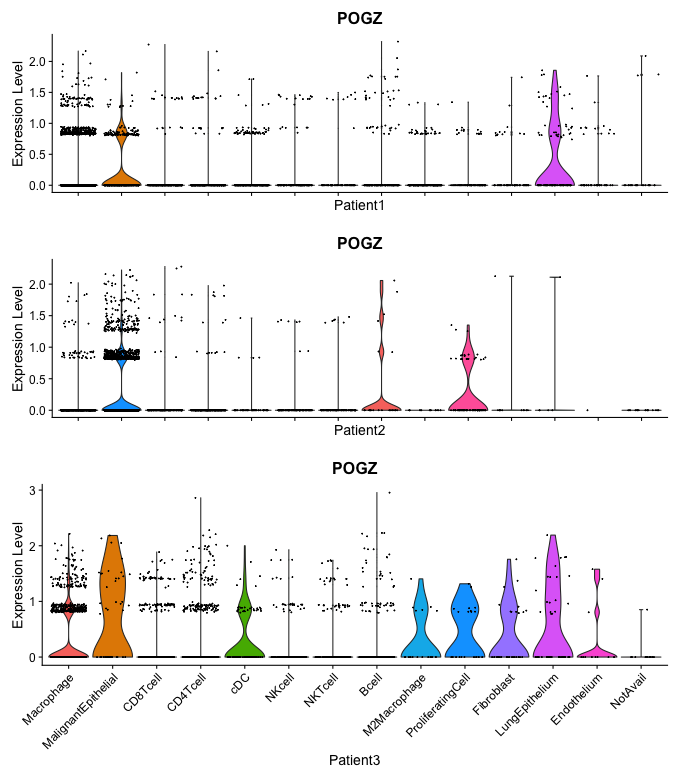 POGZ
Expression Level
2.0
1.5
1.0
0.5
0.0
Patient1
POGZ
Expression Level
2.0
1.5
1.0
0.5
0.0
Patient2
POGZ
Expression Level
3
2
1
0
Macrophage
MalignantEpithelial
CD8Tcell
CD4Tcell
cDC
NKcell
NKTcell
Bcell
M2Macrophage
ProliferatingCell
Fibroblast
LungEpithelium
Endothelium
NotAvail
Patient3